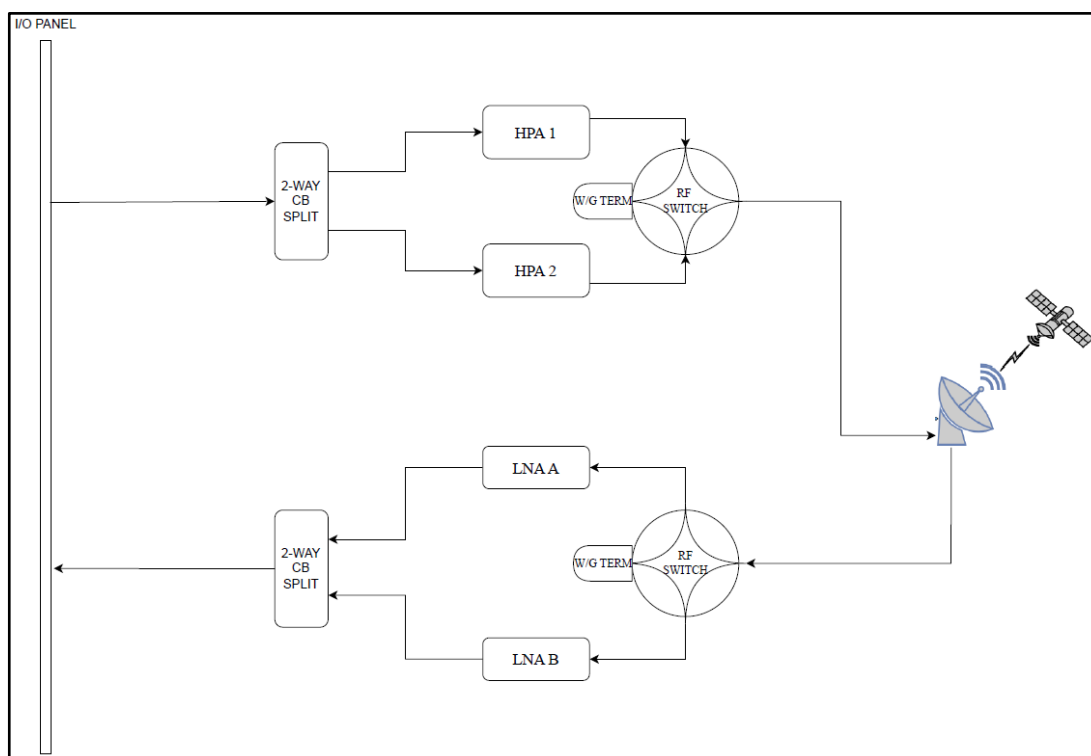 I/O PANEL
HPA 1
2-WAY
CB
SPLIT
W/G TERM
RF
SWITCH
HPA 2
LNA A
2-WAY
CB
SPLIT
W/G TERM
RF
SWITCH
LNA B